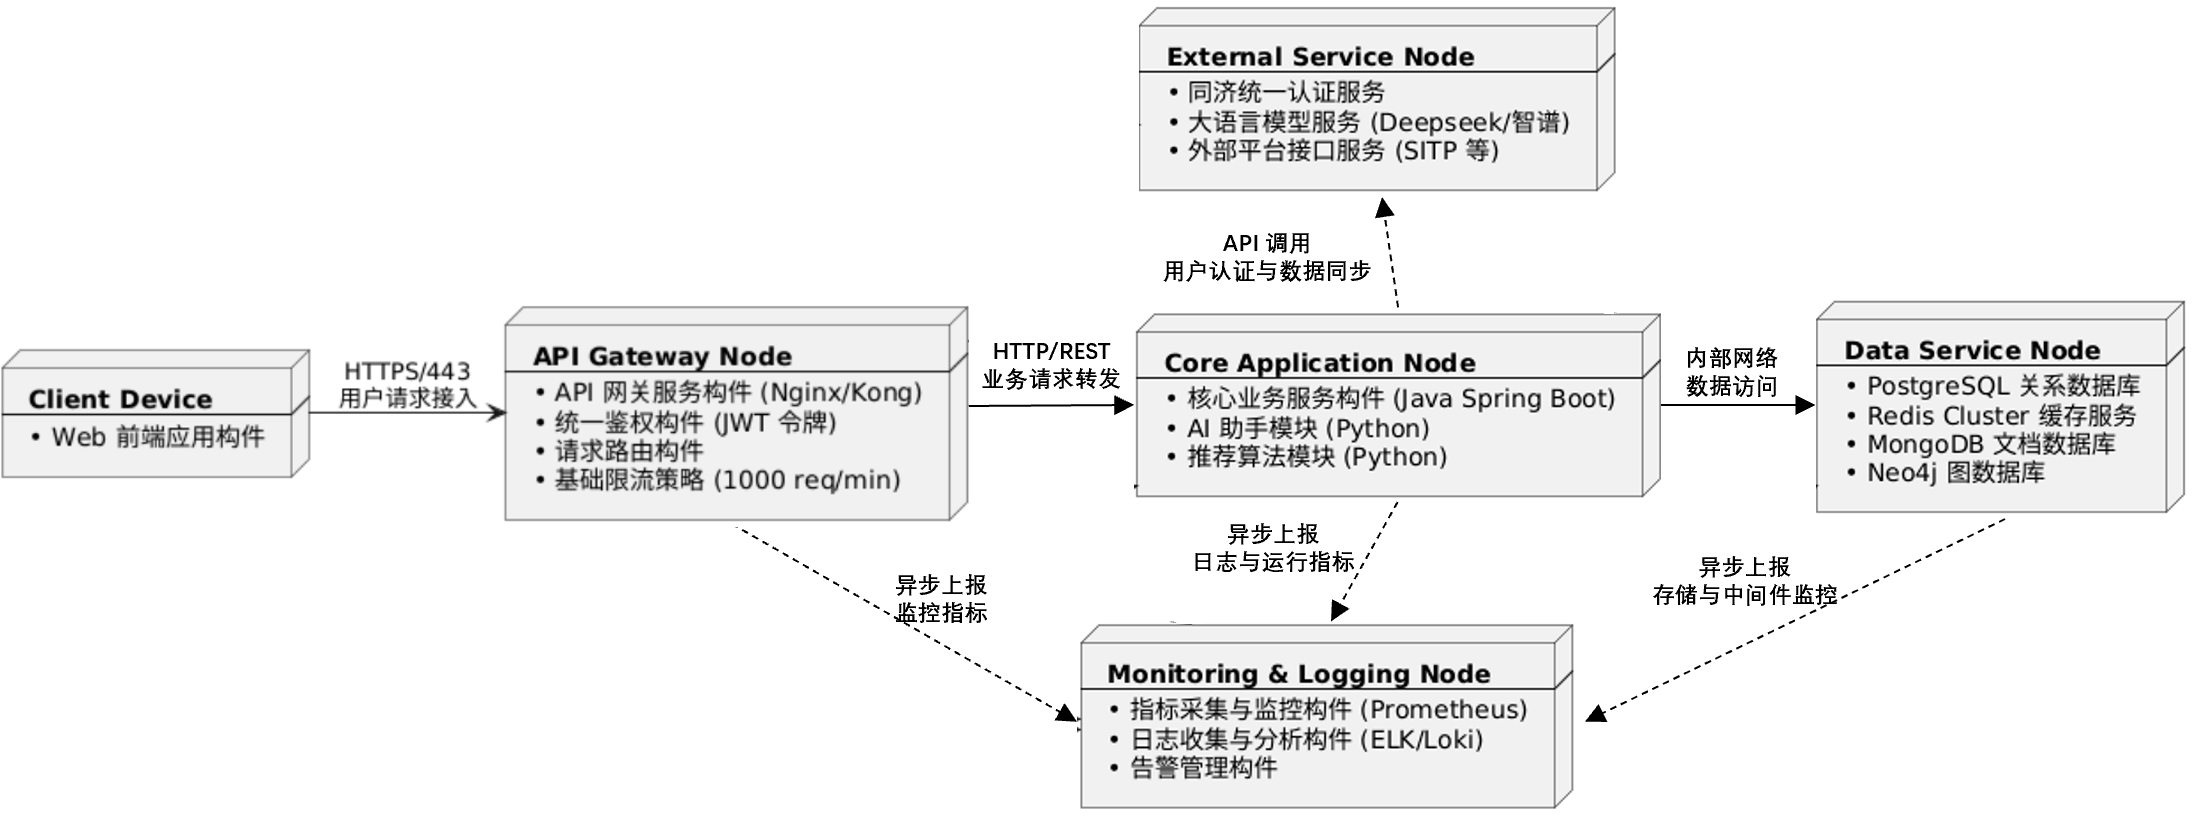 External Service Node
• 同济统一认证服务
• 大语言模型服务 (Deepseek/智谱)
• 外部平台接口服务 (SITP 等)
API 调用
用户认证与数据同步
Client Device
• Web 前端应用构件
HTTPS/443
用户请求接入
API Gateway Node
• API 网关服务构件 (Nginx/Kong)
• 统一鉴权构件 (JWT 令牌)
• 请求路由构件
• 基础限流策略 (1000 req/min)
HTTP/REST
业务请求转发
Core Application Node
• 核心业务服务构件 (Java Spring Boot)
• AI 助手模块 (Python)
• 推荐算法模块 (Python)
内部网络
数据访问
Data Service Node
• PostgreSQL 关系数据库
• Redis Cluster 缓存服务
• MongoDB 文档数据库
• Neo4j 图数据库
异步上报
监控指标
异步上报
日志与运行指标
异步上报
存储与中间件监控
Monitoring & Logging Node
• 指标采集与监控构件 (Prometheus)
• 日志收集与分析构件 (ELK/Loki)
• 告警管理构件